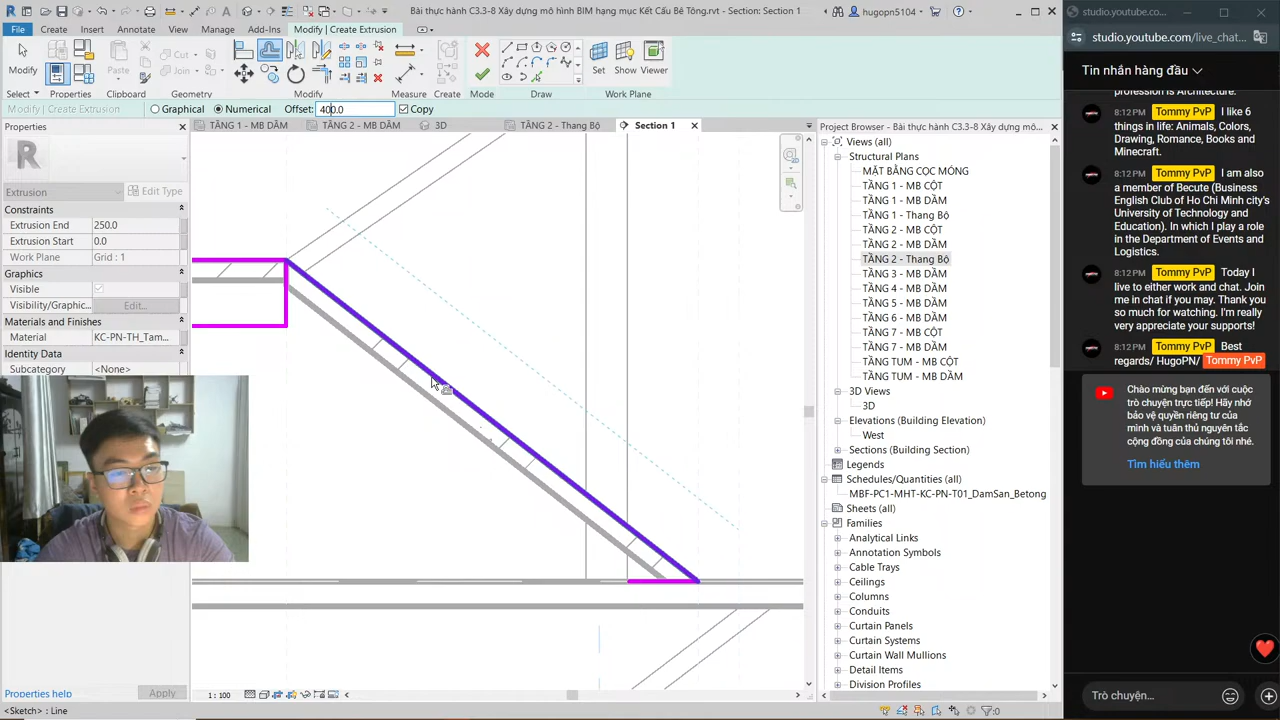 Bài thực hành C3.3-8 Xây dựng mô hình BIM hạng mục Kết Cấu Bê Tông.rvt - Section: Section 1
hugopn5104
File Create Insert Annotate View Manage Add-Ins Modify | Create Extrusion
Modify
Paste
Cut
Join
Set
Show
Viewer
Select Properties Clipboard Geometry Modify Measure Create Mode Draw Work Plane
Modify | Create Extrusion Graphical Numerical Offset: 400.0 Copy
Properties
TẦNG 1 - MB DẦM TẦNG 2 - MB DẦM 3D TẦNG 2 - Thang Bộ Section 1
Extrusion Edit Type
Constraints
Extrusion End 250.0
Extrusion Start 0.0
Work Plane Grid : 1
Graphics
Visible
Visibility/Graphic... Edit...
Materials and Finishes
Material KC-PN-TH_Tam...
Identity Data
Subcategory <None>
Properties help Apply
1 : 100
<Sketch> : Line
:0
Project Browser - Bài thực hành C3.3-8 Xây dựng mô...
Views (all)
Structural Plans
MẶT BẰNG CỌC MÓNG
TẦNG 1 - MB CỘT
TẦNG 1 - MB DẦM
TẦNG 1 - Thang Bộ
TẦNG 2 - MB CỘT
TẦNG 2 - MB DẦM
TẦNG 2 - Thang Bộ
TẦNG 3 - MB DẦM
TẦNG 4 - MB DẦM
TẦNG 5 - MB DẦM
TẦNG 6 - MB DẦM
TẦNG 7 - MB CỘT
TẦNG 7 - MB DẦM
TẦNG TUM - MB CỘT
TẦNG TUM - MB DẦM
3D Views
3D
Elevations (Building Elevation)
West
Sections (Building Section)
Legends
Schedules/Quantities (all)
MBF-PC1-MHT-KC-PN-T01_DamSan_Betong
Sheets (all)
Families
Analytical Links
Annotation Symbols
Cable Trays
Ceilings
Columns
Conduits
Curtain Panels
Curtain Systems
Curtain Wall Mullions
Detail Items
Division Profiles
studio.youtube.co...
studio.youtube.com/live_chat...
Tin nhắn hàng đầu
profession is Architecture.
8:12 PM Tommy PvP I like 6
things in life: Animals, Colors,
Drawing, Romance, Books and
Minecraft.
8:12 PM Tommy PvP I am also
a member of Becute (Business
English Club of Ho Chi Minh city's
University of Technology and
Education). In which I play a role
in the Department of Events and
Logistics.
8:12 PM Tommy PvP Today I
live to either work and chat. Join
me in chat if you may. Thank you
so much for watching. I'm really
very appreciate your supports!
8:12 PM Tommy PvP Best
regards/ HugoPN/ Tommy PvP
Chào mừng bạn đến với cuộc
trò chuyện trực tiếp! Hãy nhớ
bảo vệ quyền riêng tư của
mình và tuân thủ nguyên tắc
cộng đồng của chúng tôi nhé.
Tìm hiểu thêm
Trò chuyện...